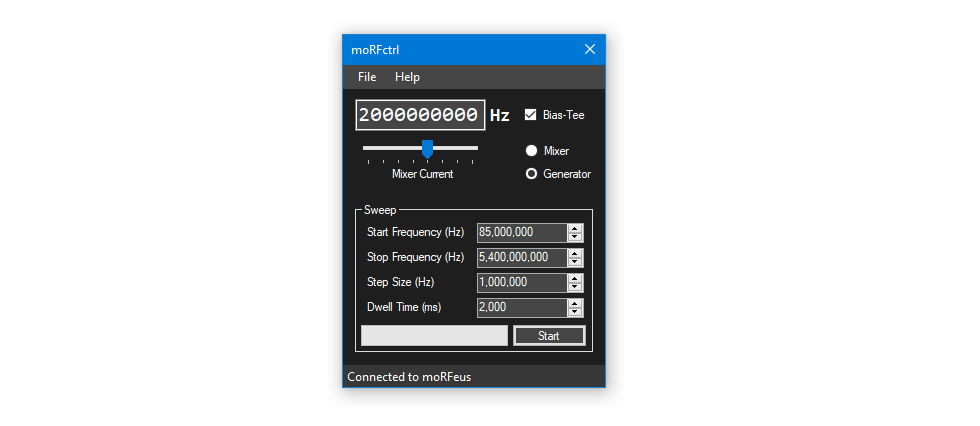 moRFctrl
File Help
2000000000 Hz
Bias-Tee
Mixer
Mixer Current
Generator
Sweep
Start Frequency (Hz) 85,000,000
Stop Frequency (Hz) 5,400,000,000
Step Size (Hz) 1,000,000
Dwell Time (ms) 2,000
Start
Connected to moRFeus